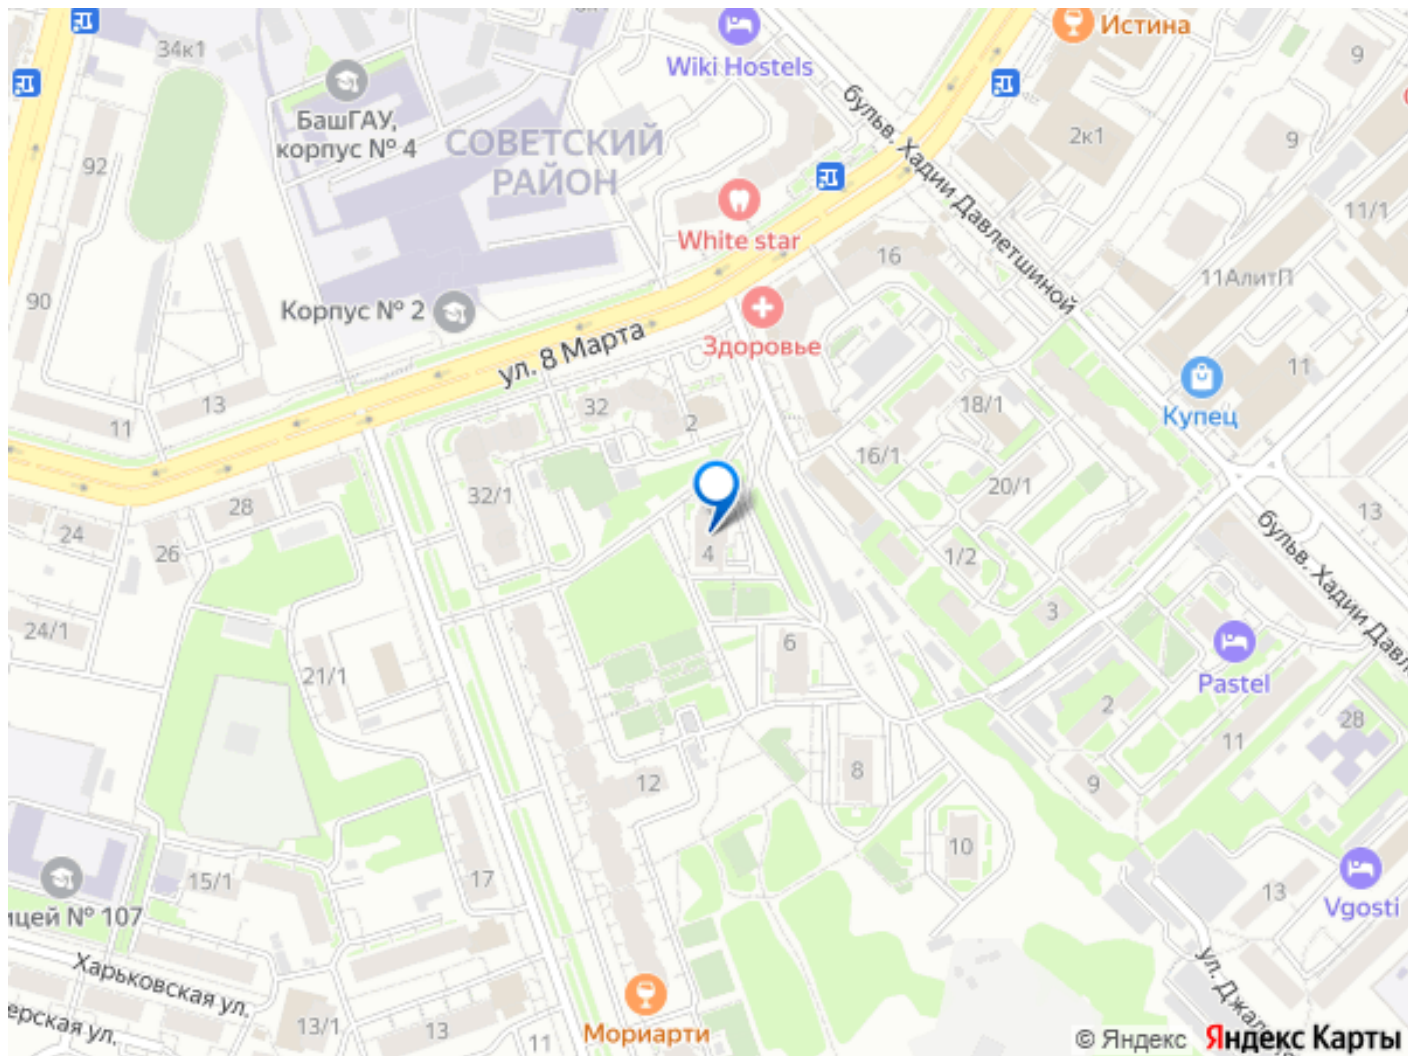 34к1
Истина
9
Wiki Hostels
бульв. Хадии Давлетшиной
БашГАУ,
корпус № 4
СОВЕТСКИЙ
РАЙОН
2к1
9
92
11/1
White star
16
11АлитП
90
Корпус № 2
Здоровье
ул. 8 Марта
11
Купец
13
32
2
18/1
11
16/1
32/1
20/1
28
24
26
13
4
1/2
бульв. Хадии Давл
3
24/1
6
21/1
Pastel
2
28
11
12
8
9
10
15/1
17
13
ицей № 107
Vgosti
Харьковская ул.
ул. Джал
ерская ул.
13/1
13
11
Мориарти
© Яндекс Яндекс Карты